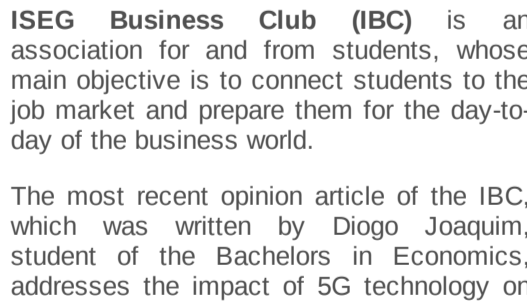 ISEG Business Club (IBC) is an
association for and from students, whose
main objective is to connect students to the
job market and prepare them for the day-to-
day of the business world.
The most recent opinion article of the IBC,
which was written by Diogo Joaquim,
student of the Bachelors in Economics,
addresses the impact of 5G technology on